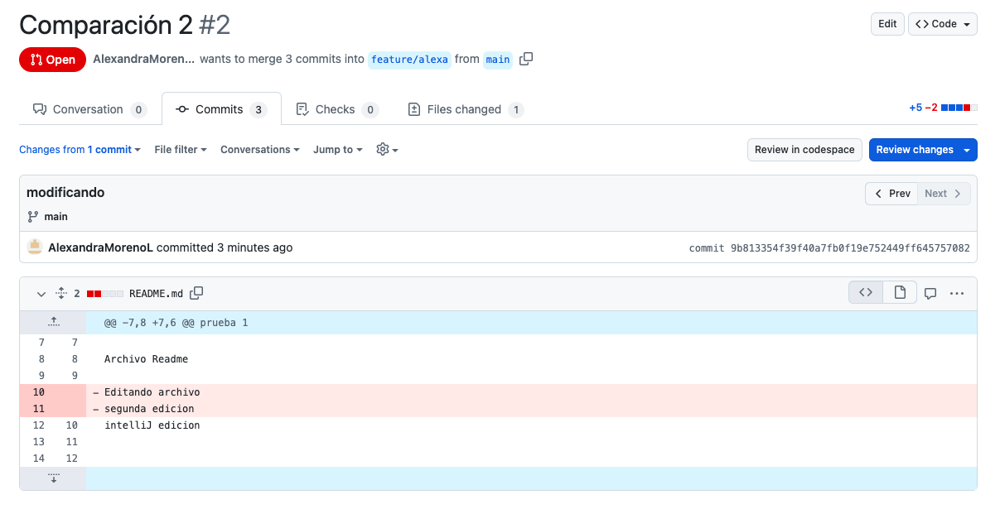 Comparación 2 #2
Edit
Code
Open
AlexandraMoren... wants to merge 3 commits into feature/alexa from main
Conversation 0
Commits 3
Checks 0
Files changed 1
+5 −2
Changes from 1 commit
File filter
Conversations
Jump to
Review in codespace
Review changes
modificando
Prev
Next
main
AlexandraMorenoL committed 3 minutes ago
commit 9b813354f39f40a7fb0f19e752449ff645757082
2 README.md
@@ −7,8 +7,6 @@ prueba 1
7 7
8 8 Archivo Readme
9 9
10 − Editando archivo
11 − segunda edicion
12 10 intelliJ edicion
13 11
14 12